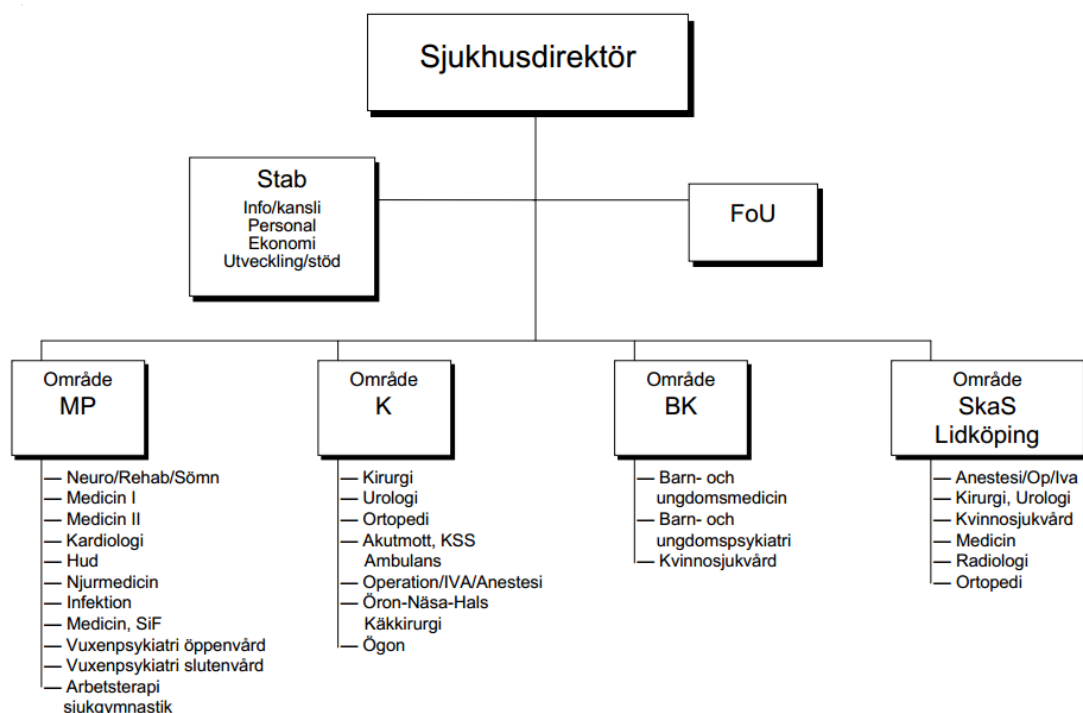 Sjukhusdirektör
Stab
Info/kansli
Personal
Ekonomi
Utveckling/stöd
FoU
Område
MP
Neuro/Rehab/Sömn
Medicin I
Medicin II
Kardiologi
Hud
Njurmedicin
Infektion
Medicin, SiF
Vuxenpsykiatri öppenvård
Vuxenpsykiatri slutenvård
Arbetsterapi
sjukgymnastik
Område
K
Kirurgi
Urologi
Ortopedi
Akutmott, KSS
Ambulans
Operation/IVA/Anestesi
Öron-Näsa-Hals
Käkkirurgi
Ögon
Område
BK
Barn- och
ungdomsmedicin
Barn- och
ungdomspsykiatri
Kvinnosjukvård
Område
SkaS
Lidköping
Anestesi/Op/Iva
Kirurgi, Urologi
Kvinnosjukvård
Medicin
Radiologi
Ortopedi